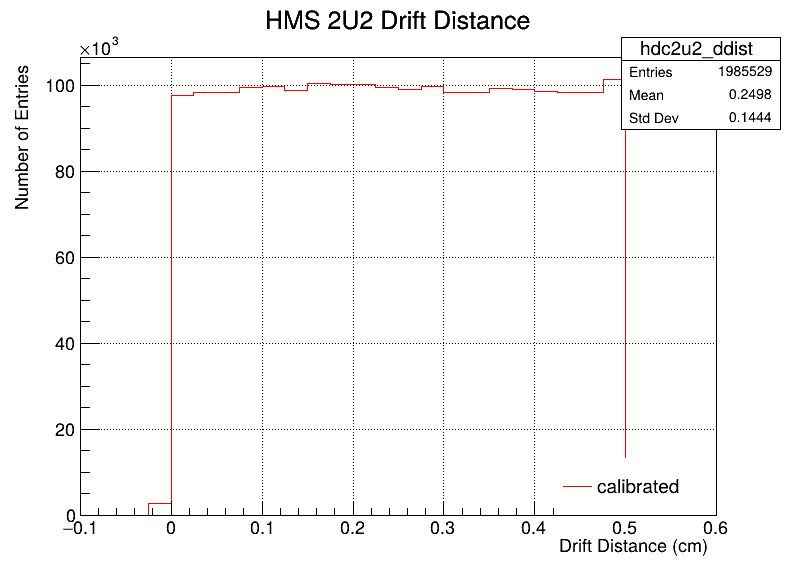 HMS 2U2 Drift Distance
×10³
hdc2u2_ddist
Entries 1985529
Mean 0.2498
Std Dev 0.1444
Number of Entries
100
80
60
40
20
0
−0.1 0 0.1 0.2 0.3 0.4 0.5 0.6
Drift Distance (cm)
calibrated